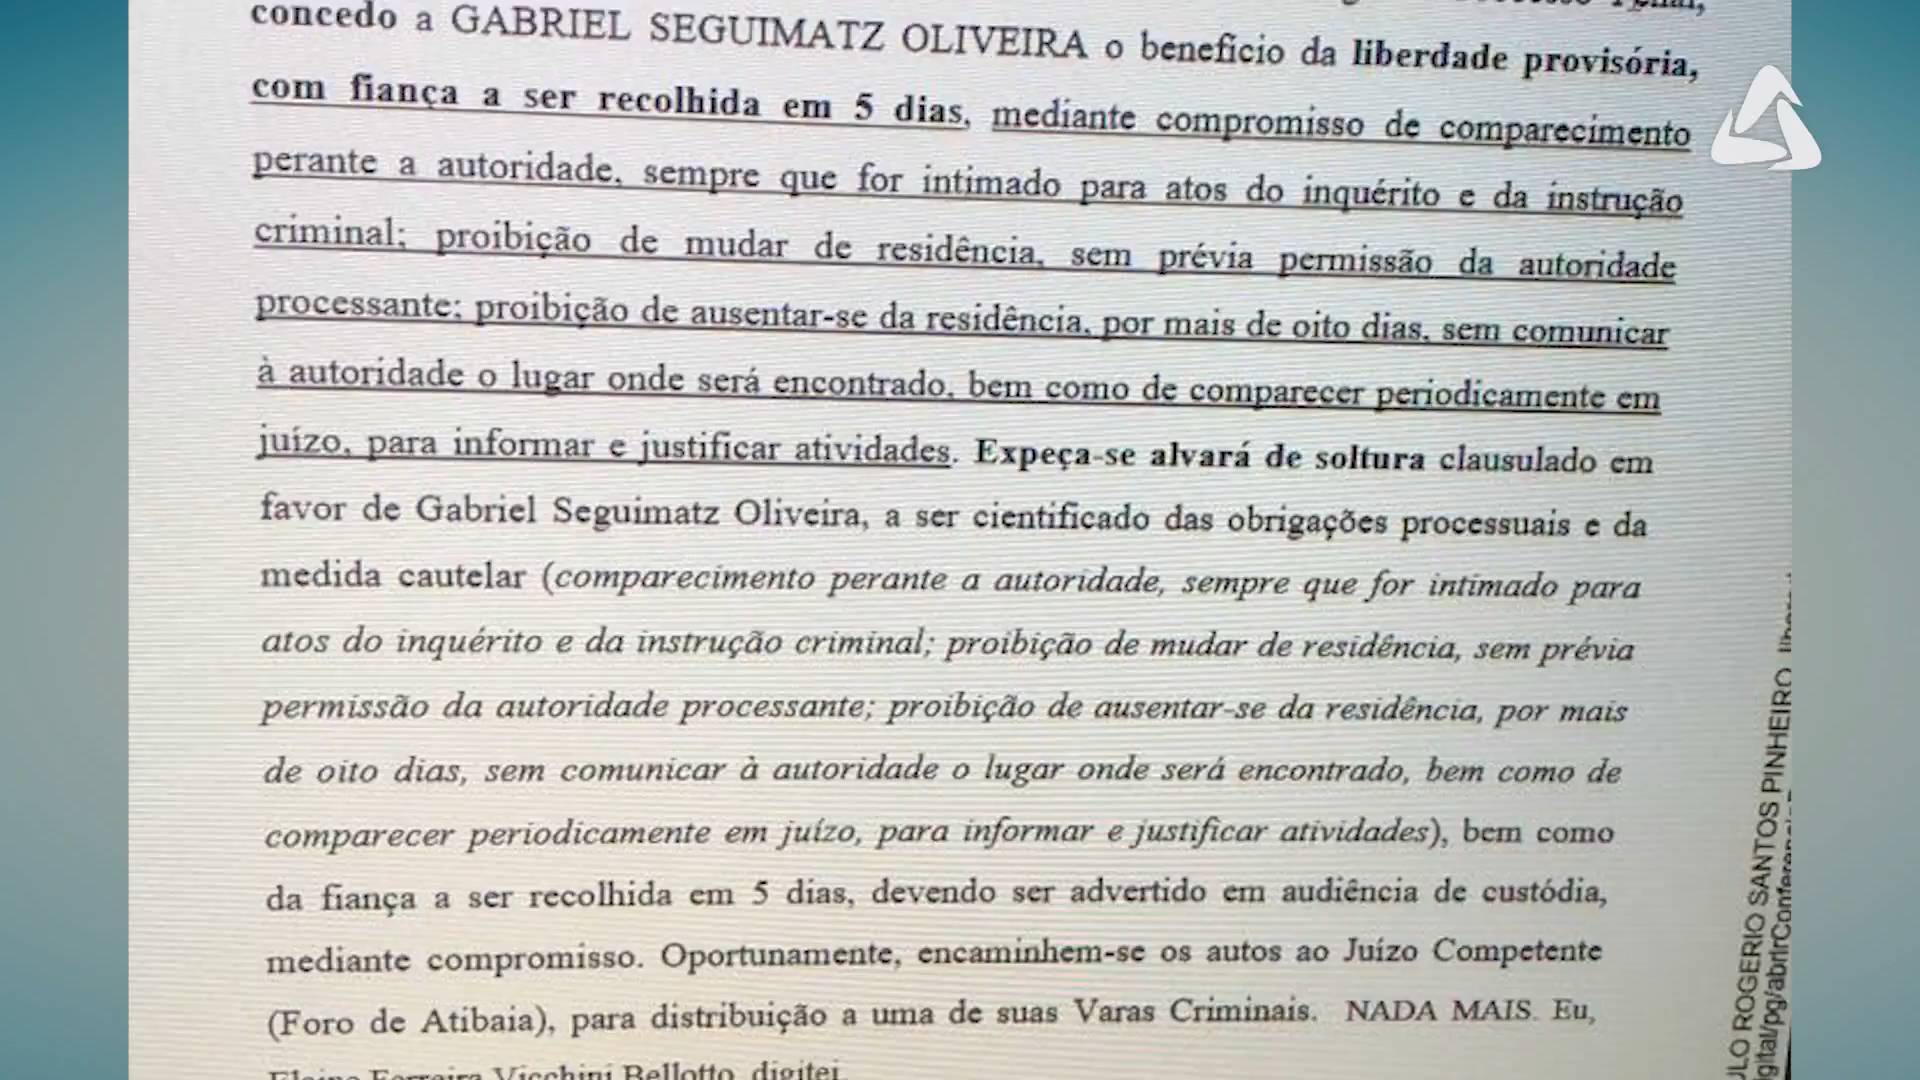 concedo a GABRIEL SEGUIMATZ OLIVEIRA o benefício da liberdade provisória,
com fiança a ser recolhida em 5 dias, mediante compromisso de comparecimento
perante a autoridade, sempre que for intimado para atos do inquérito e da instrução
criminal; proibição de mudar de residência, sem prévia permissão da autoridade
processante; proibição de ausentar-se da residência, por mais de oito dias, sem comunicar
à autoridade o lugar onde será encontrado, bem como de comparecer periodicamente em
juízo, para informar e justificar atividades. Expeça-se alvará de soltura clausulado em
favor de Gabriel Seguimatz Oliveira, a ser cientificado das obrigações processuais e da
medida cautelar (comparecimento perante a autoridade, sempre que for intimado para
atos do inquérito e da instrução criminal; proibição de mudar de residência, sem prévia
permissão da autoridade processante; proibição de ausentar-se da residência, por mais
de oito dias, sem comunicar à autoridade o lugar onde será encontrado, bem como de
comparecer periodicamente em juízo, para informar e justificar atividades), bem como
da fiança a ser recolhida em 5 dias, devendo ser advertido em audiência de custódia,
mediante compromisso. Oportunamente, encaminhem-se os autos ao Juízo Competente
(Foro de Atibaia), para distribuição a uma de suas Varas Criminais. NADA MAIS. Eu,
Elaine Ferreira Vicchini Bellotto, digitei.
ROGERIO SANTOS PINHEIRO